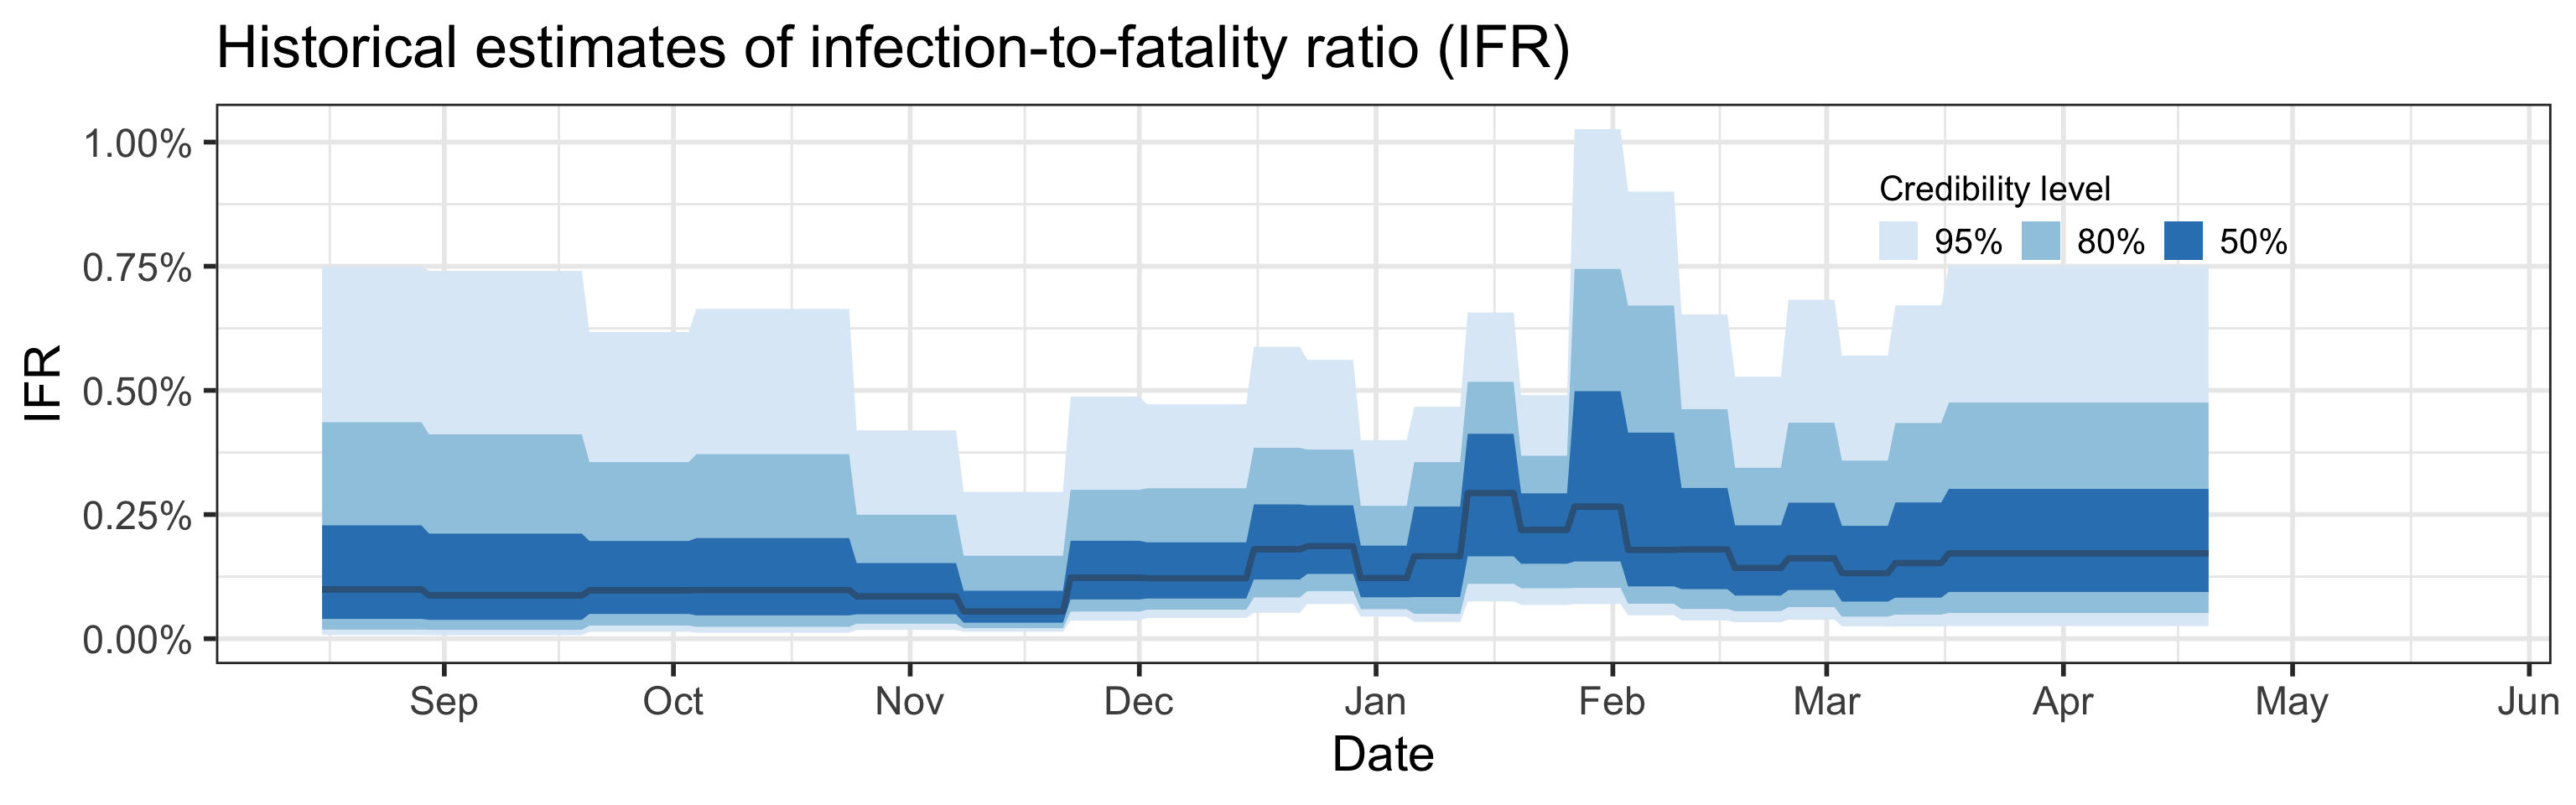 Historical estimates of infection-to-fatality ratio (IFR)
1.00%
0.75%
0.50%
0.25%
0.00%
IFR
Credibility level
95% 80% 50%
Sep Oct Nov Dec Jan Feb Mar Apr May Jun
Date